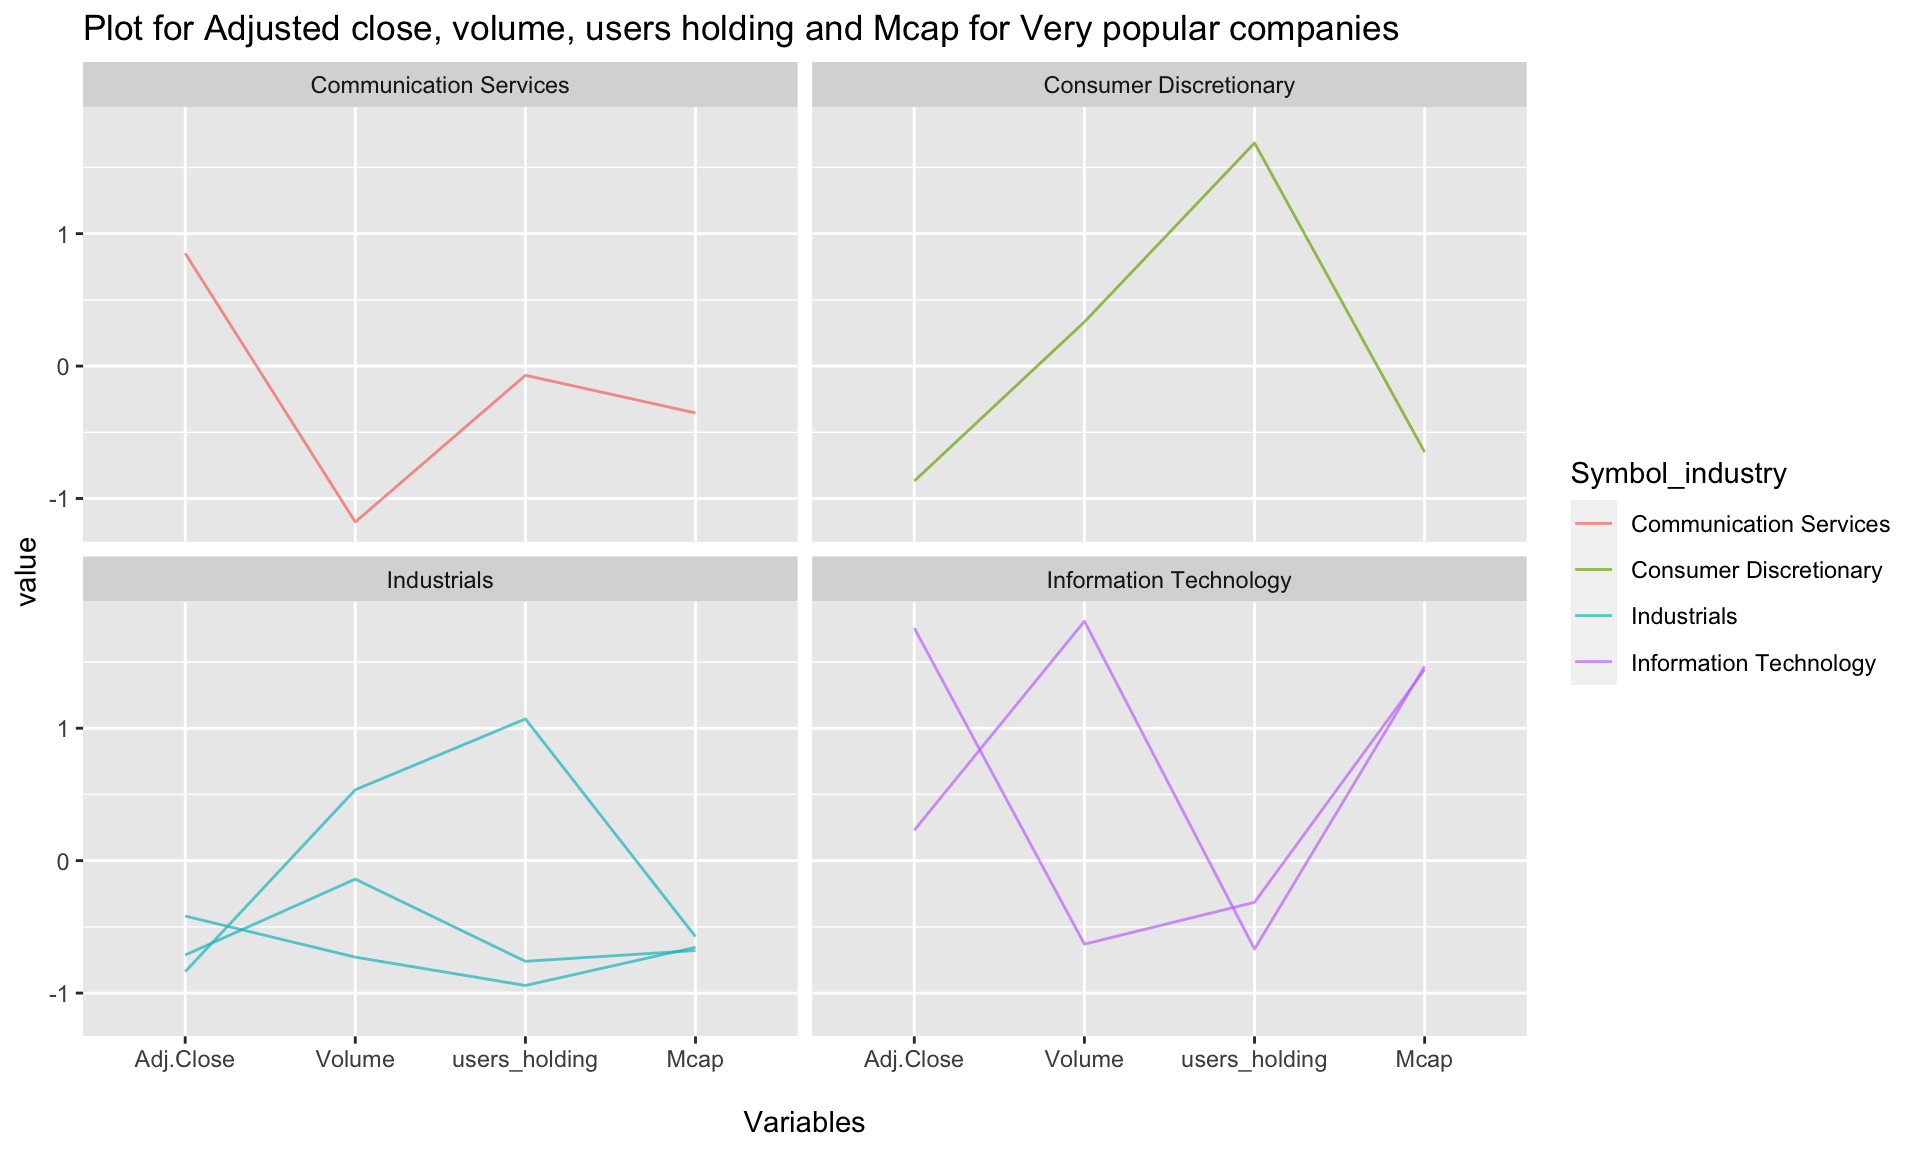 Plot for Adjusted close, volume, users holding and Mcap for Very popular companies
Communication Services
Consumer Discretionary
1
0
-1
value
Industrials
Information Technology
1
0
-1
Adj.Close
Volume
users_holding
Mcap
Adj.Close
Volume
users_holding
Mcap
Variables
Symbol_industry
Communication Services
Consumer Discretionary
Industrials
Information Technology